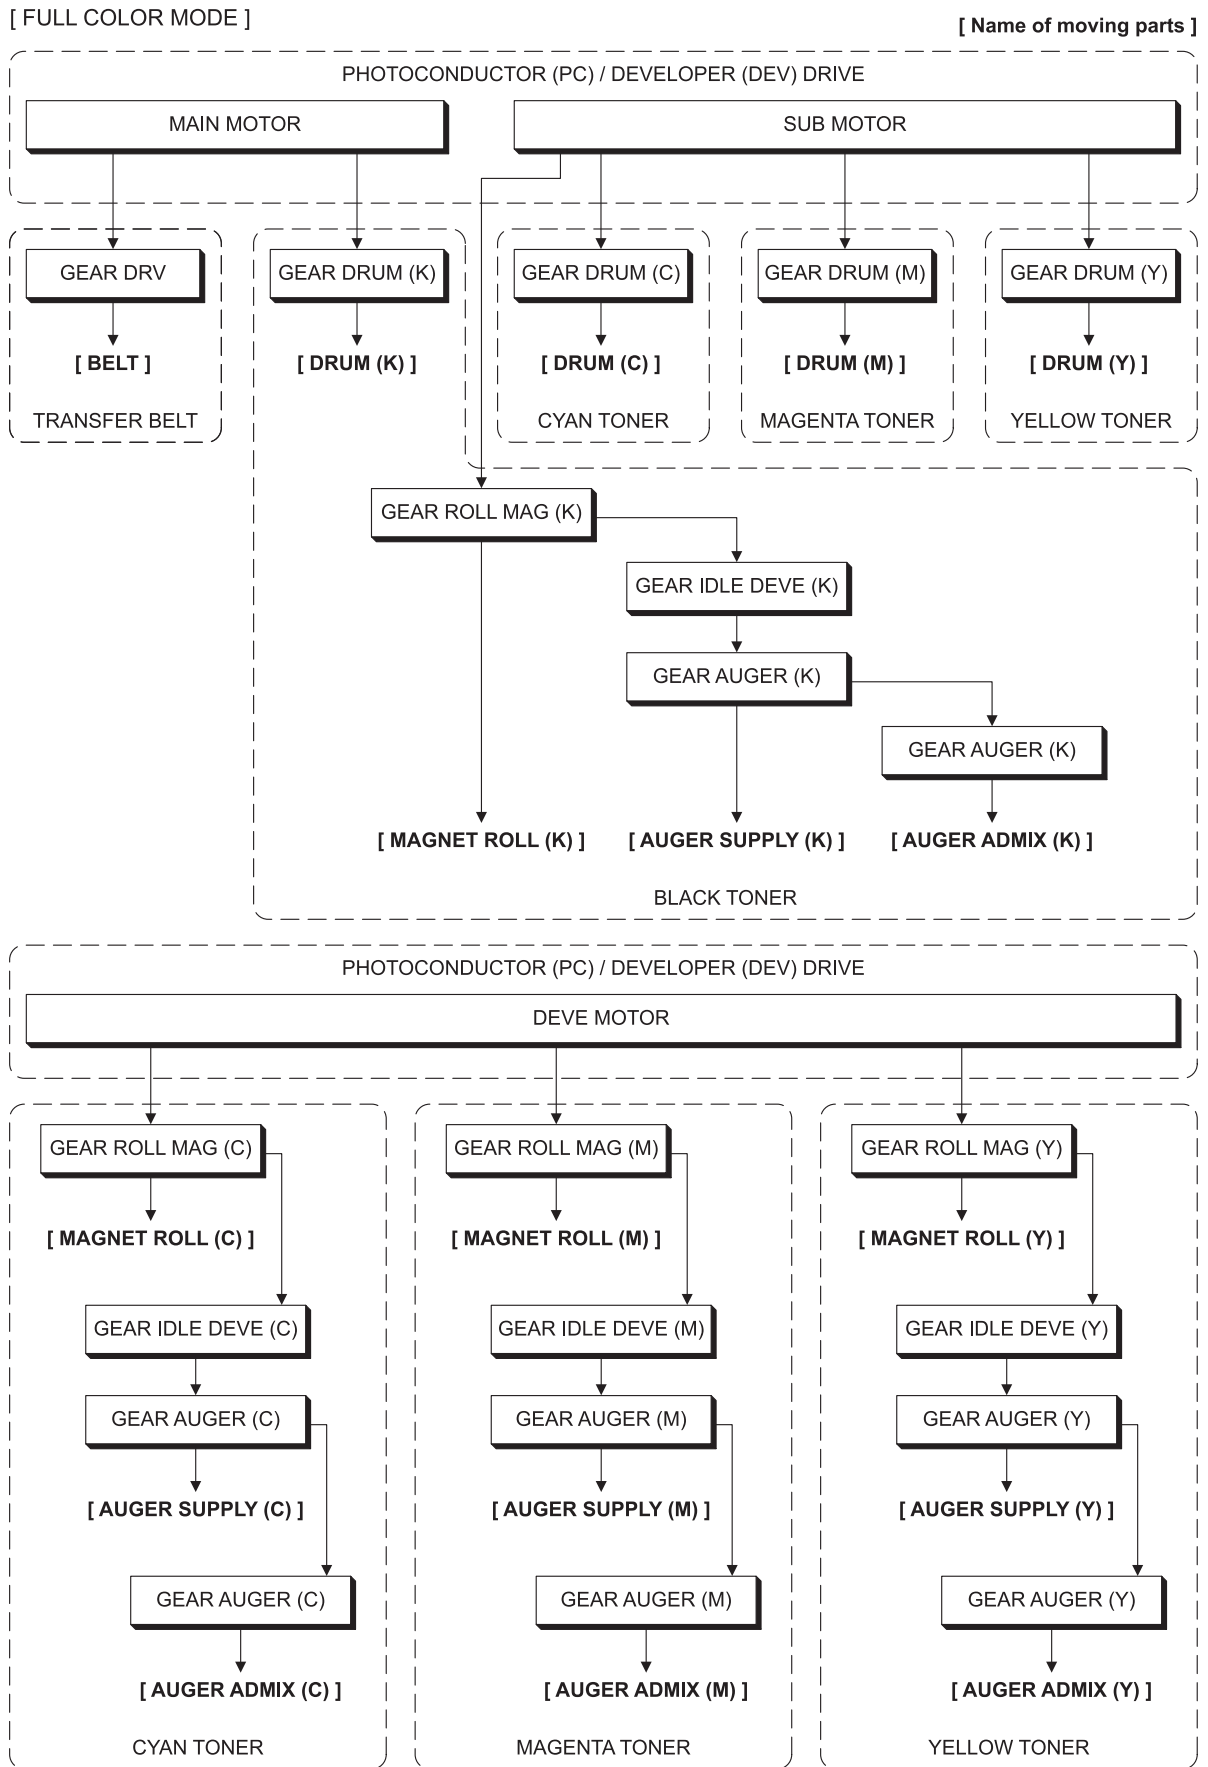 [ FULL COLOR MODE ]
[ Name of moving parts ]
PHOTOCONDUCTOR (PC) / DEVELOPER (DEV) DRIVE
MAIN MOTOR
SUB MOTOR
GEAR DRV
GEAR DRUM (K)
GEAR DRUM (C)
GEAR DRUM (M)
GEAR DRUM (Y)
[ BELT ]
[ DRUM (K) ]
[ DRUM (C) ]
[ DRUM (M) ]
[ DRUM (Y) ]
TRANSFER BELT
CYAN TONER
MAGENTA TONER
YELLOW TONER
GEAR ROLL MAG (K)
GEAR IDLE DEVE (K)
GEAR AUGER (K)
GEAR AUGER (K)
[ MAGNET ROLL (K) ]
[ AUGER SUPPLY (K) ]
[ AUGER ADMIX (K) ]
BLACK TONER
PHOTOCONDUCTOR (PC) / DEVELOPER (DEV) DRIVE
DEVE MOTOR
GEAR ROLL MAG (C)
GEAR ROLL MAG (M)
GEAR ROLL MAG (Y)
[ MAGNET ROLL (C) ]
[ MAGNET ROLL (M) ]
[ MAGNET ROLL (Y) ]
GEAR IDLE DEVE (C)
GEAR IDLE DEVE (M)
GEAR IDLE DEVE (Y)
GEAR AUGER (C)
GEAR AUGER (M)
GEAR AUGER (Y)
[ AUGER SUPPLY (C) ]
[ AUGER SUPPLY (M) ]
[ AUGER SUPPLY (Y) ]
GEAR AUGER (C)
GEAR AUGER (M)
GEAR AUGER (Y)
[ AUGER ADMIX (C) ]
[ AUGER ADMIX (M) ]
[ AUGER ADMIX (Y) ]
CYAN TONER
MAGENTA TONER
YELLOW TONER